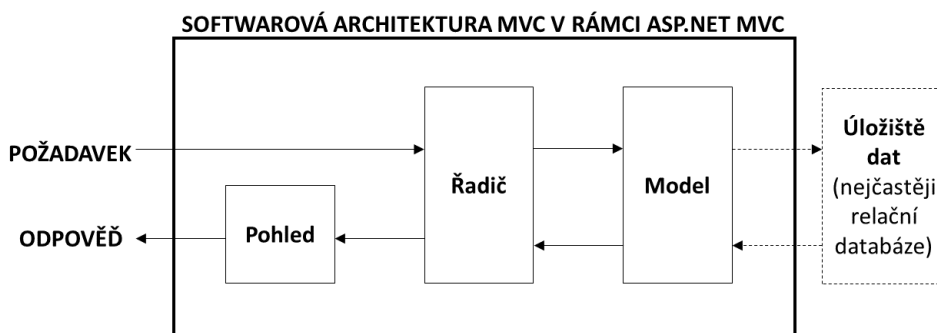 SOFTWAROVÁ ARCHITEKTURA MVC V RÁMCI ASP.NET MVC
POŽADAVEK
ODPOVĚĎ
Pohled
Řadič
Model
Úložiště
dat
(nejčastěji
relační
databáze)